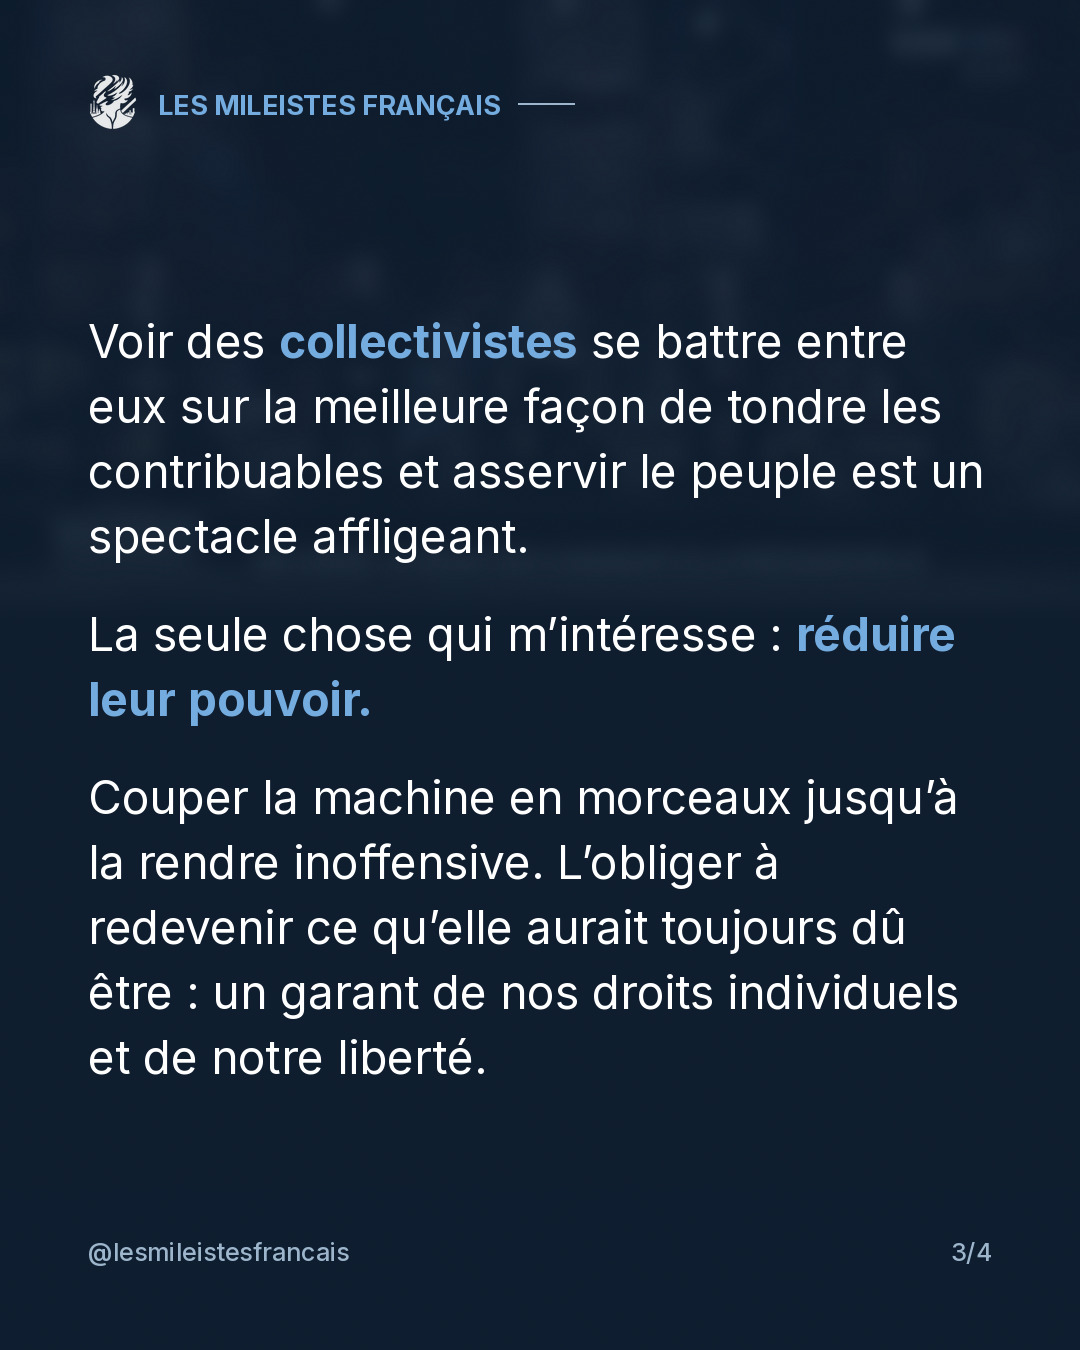 LES MILEISTES FRANÇAIS
Voir des collectivistes se battre entre
eux sur la meilleure façon de tondre les
contribuables et asservir le peuple est un
spectacle affligeant.
La seule chose qui m’intéresse : réduire
leur pouvoir.
Couper la machine en morceaux jusqu’à
la rendre inoffensive. L’obliger à
redevenir ce qu’elle aurait toujours dû
être : un garant de nos droits individuels
et de notre liberté.
@lesmileistesfrancais
3/4